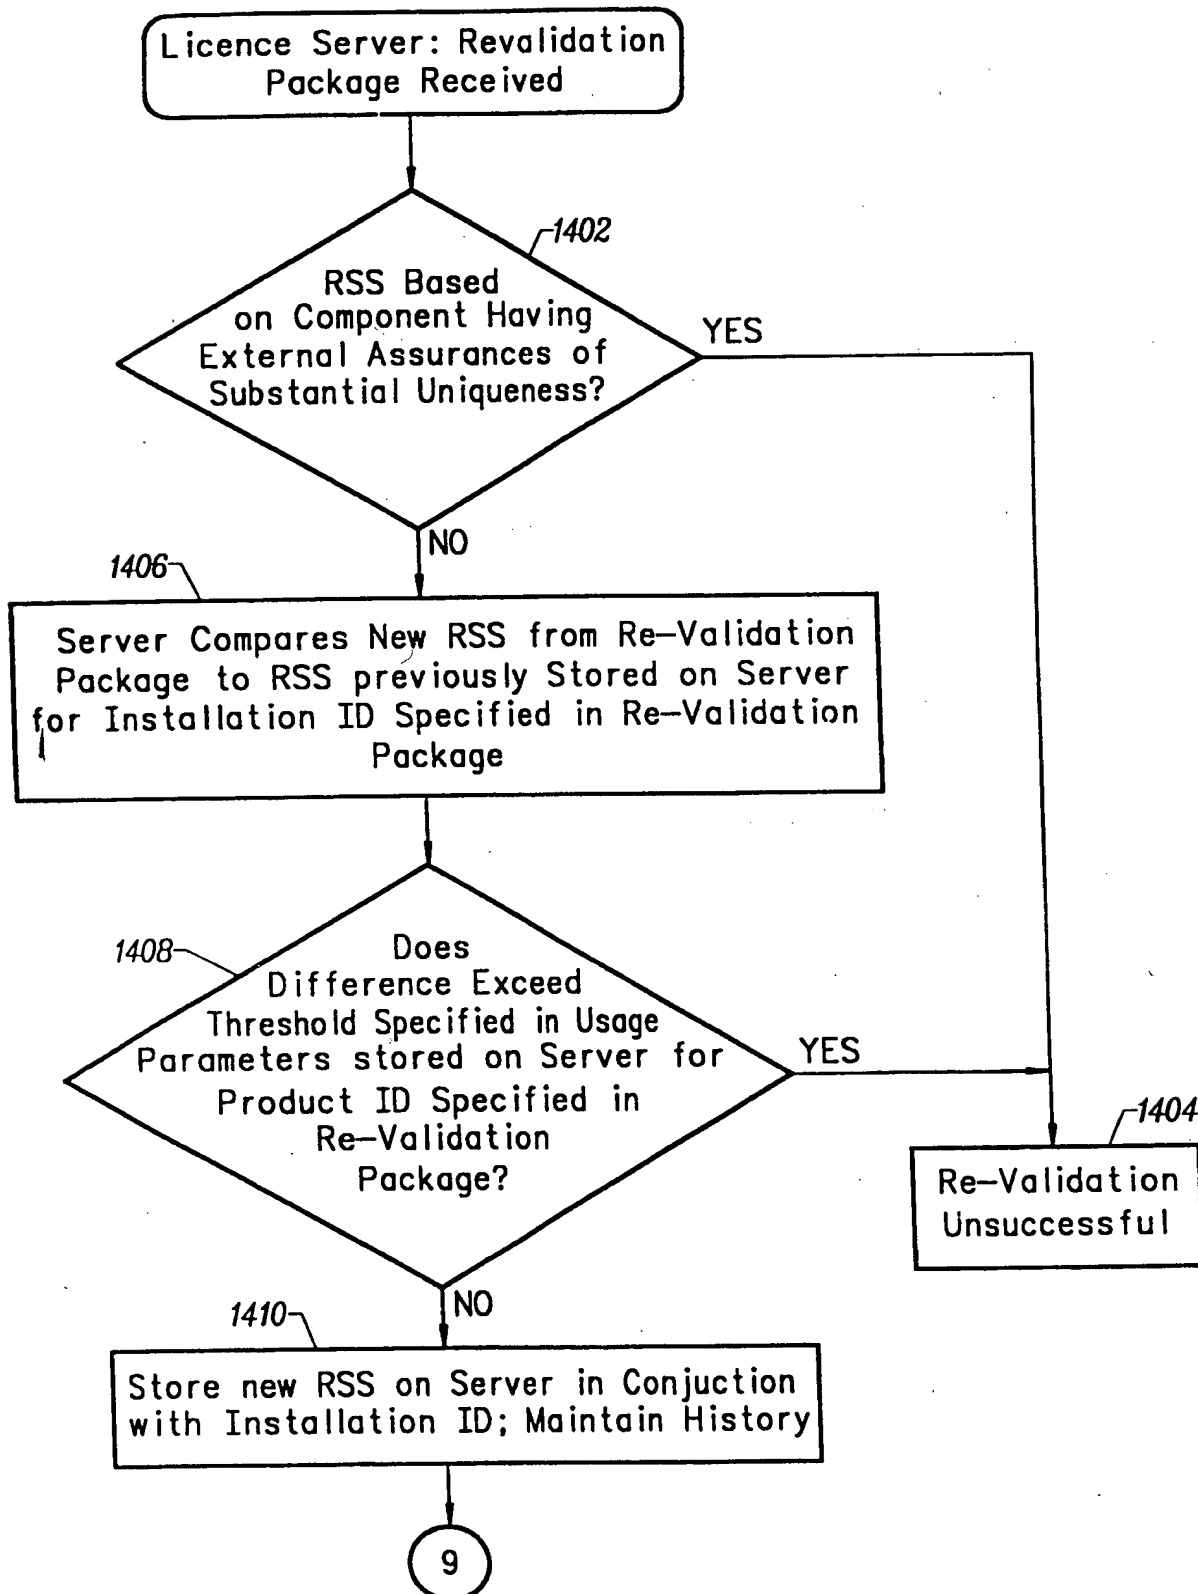 Licence Server: Revalidation
Package Received
1402
RSS Based
on Component Having
External Assurances of
Substantial Uniqueness?
YES
NO
1406
Server Compares New RSS from Re-Validation
Package to RSS previously Stored on Server
for Installation ID Specified in Re-Validation
Package
1408
Does
Difference Exceed
Threshold Specified in Usage
Parameters stored on Server for
Product ID Specified in
Re-Validation
Package?
YES
1404
Re-Validation
Unsuccessful
NO
1410
Store new RSS on Server in Conjuction
with Installation ID; Maintain History
9